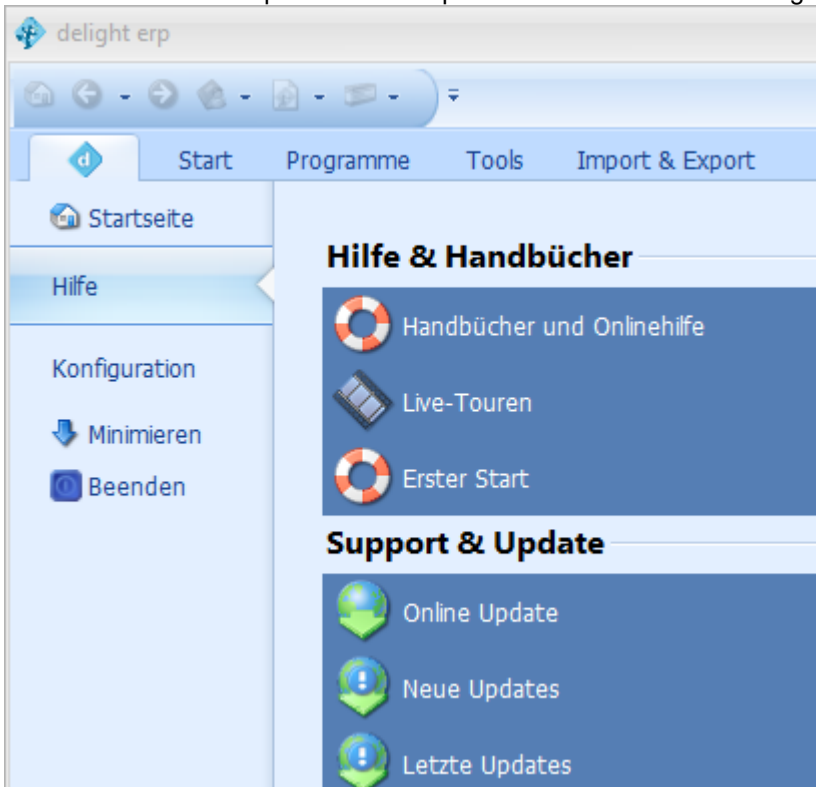 delight erp
d Start Programme Tools Import & Export
Startseite
Hilfe
Konfiguration
Minimieren
Beenden
Hilfe & Handbücher
Handbücher und Onlinehilfe
Live-Touren
Erster Start
Support & Update
Online Update
Neue Updates
Letzte Updates